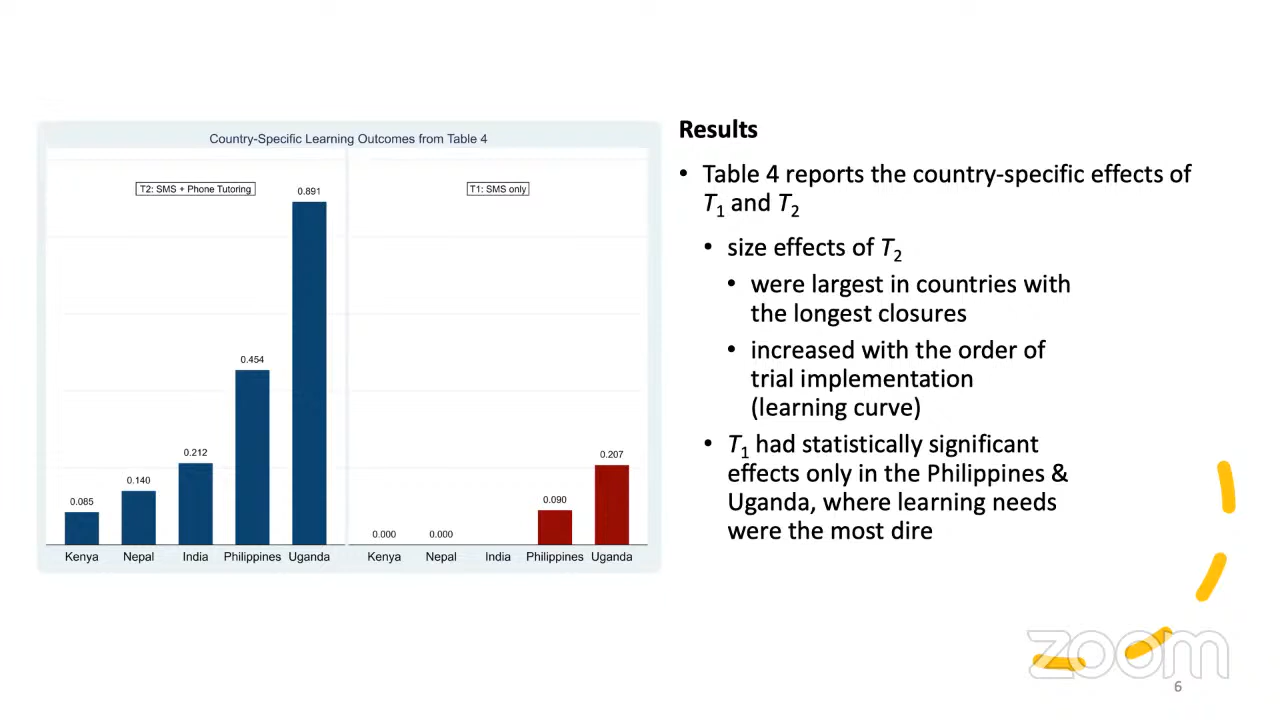 Country-Specific Learning Outcomes from Table 4
T2: SMS + Phone Tutoring
T1: SMS only
0.891
0.454
0.212
0.140
0.085
0.207
0.090
0.000
0.000
Kenya
Nepal
India
Philippines
Uganda
Kenya
Nepal
India
Philippines
Uganda
Results
• Table 4 reports the country-specific effects of
T1 and T2
• size effects of T2
• were largest in countries with
the longest closures
• increased with the order of
trial implementation
(learning curve)
• T1 had statistically significant
effects only in the Philippines &
Uganda, where learning needs
were the most dire
zoom
6